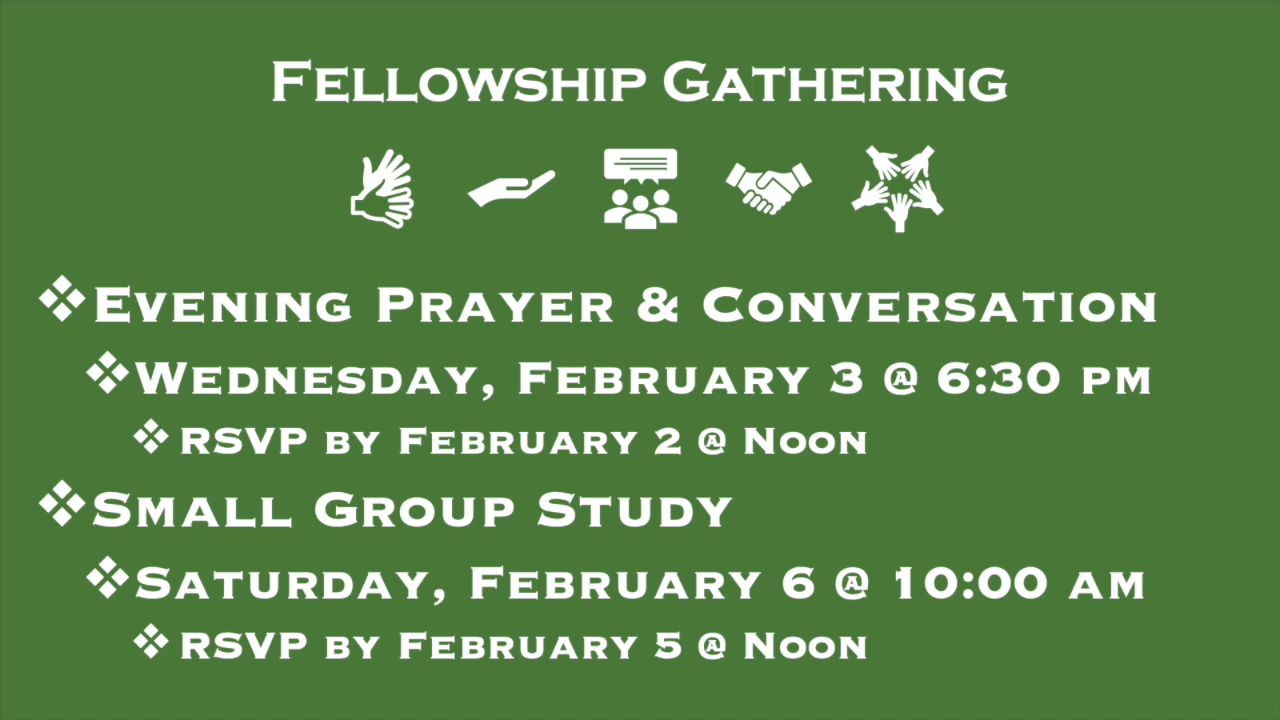 Fellowship Gathering
Evening Prayer & Conversation
Wednesday, February 3 @ 6:30 pm
RSVP by February 2 @ Noon
Small Group Study
Saturday, February 6 @ 10:00 am
RSVP by February 5 @ Noon